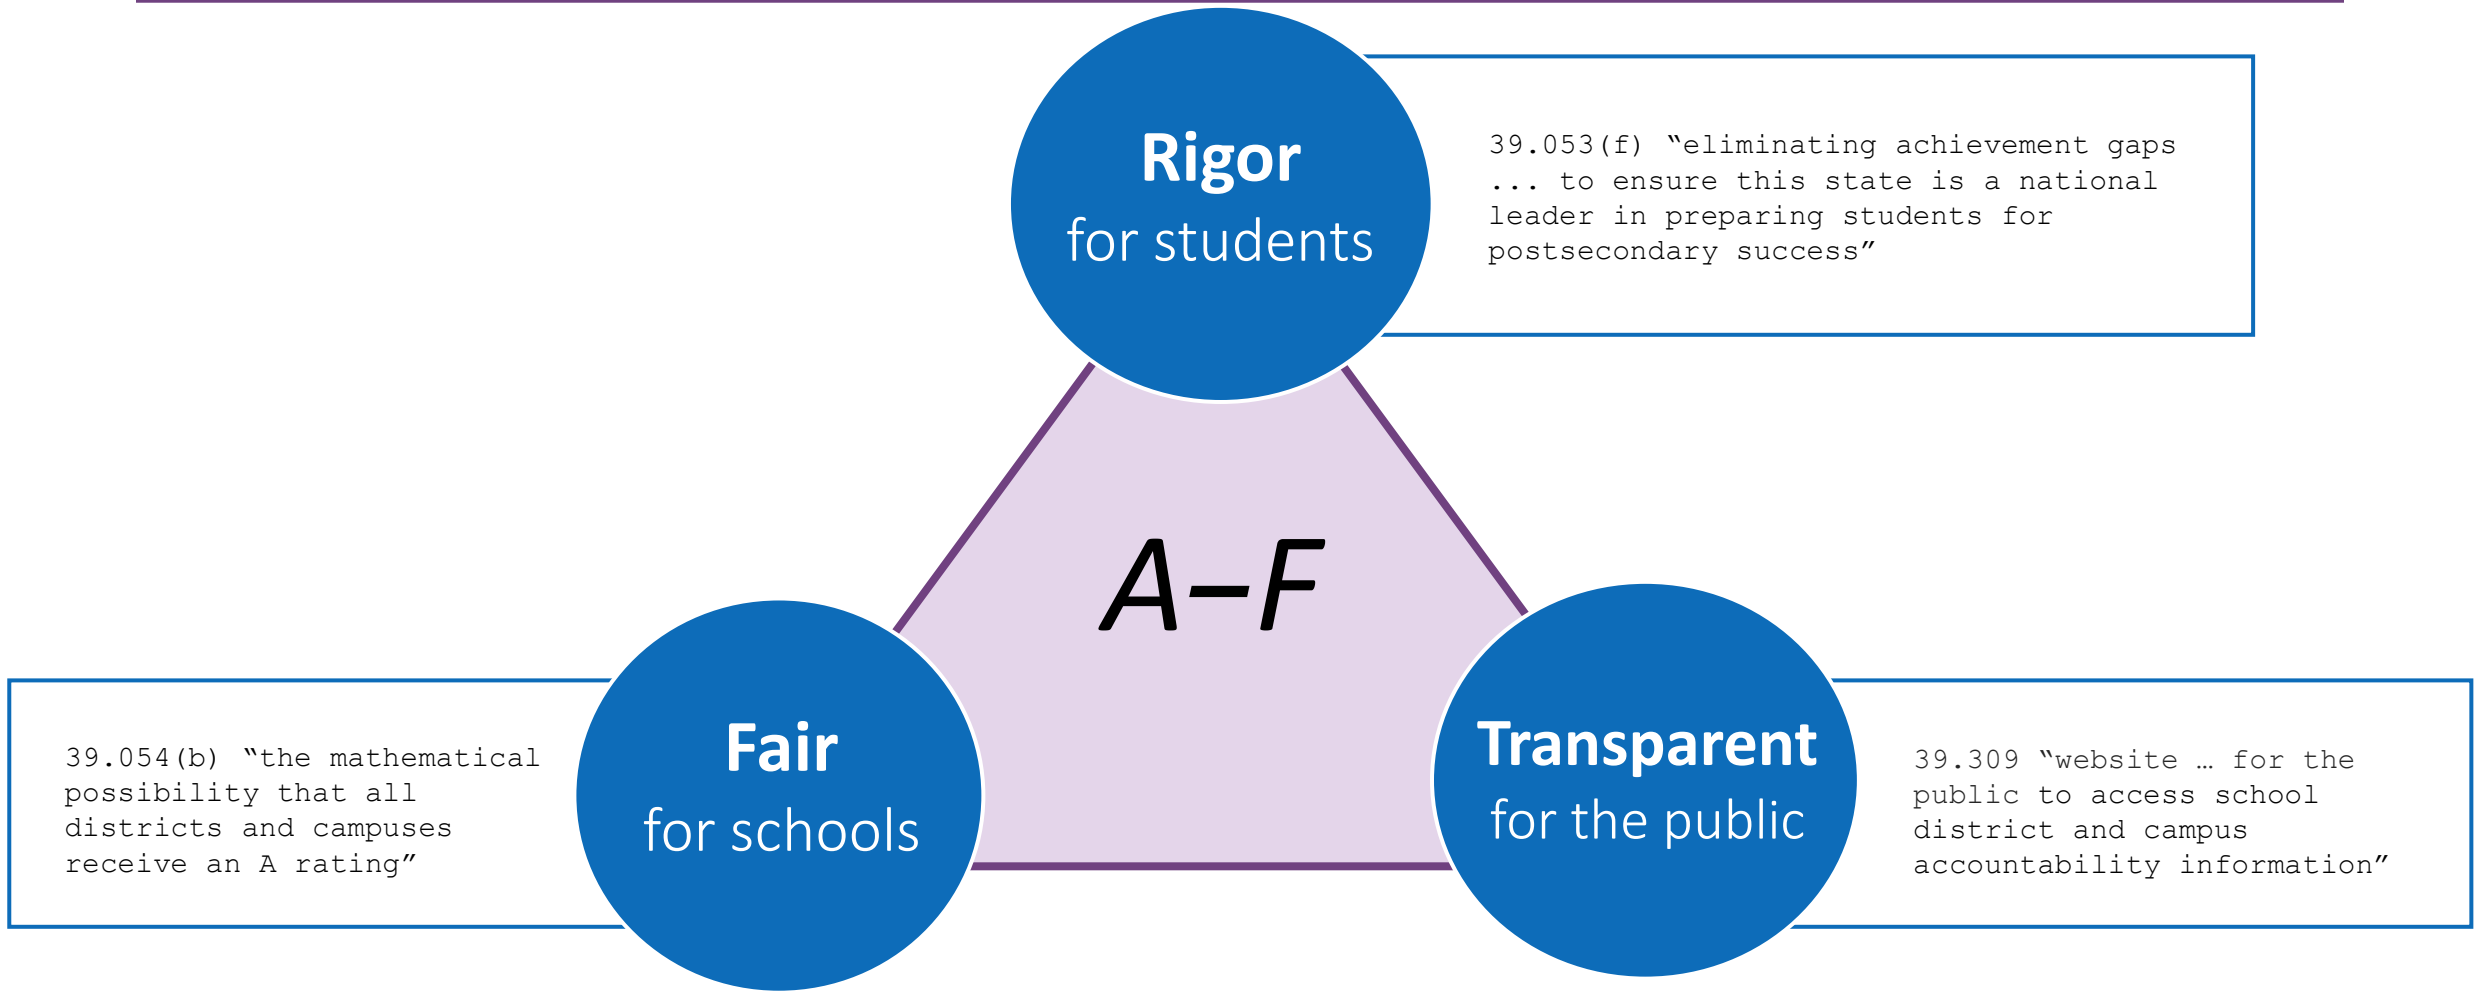 Rigor
for students
39.053(f) “eliminating achievement gaps
... to ensure this state is a national
leader in preparing students for
postsecondary success”
A–F
39.054(b) “the mathematical
possibility that all
districts and campuses
receive an A rating”
Fair
for schools
Transparent
for the public
39.309 “website … for the
public to access school
district and campus
accountability information”